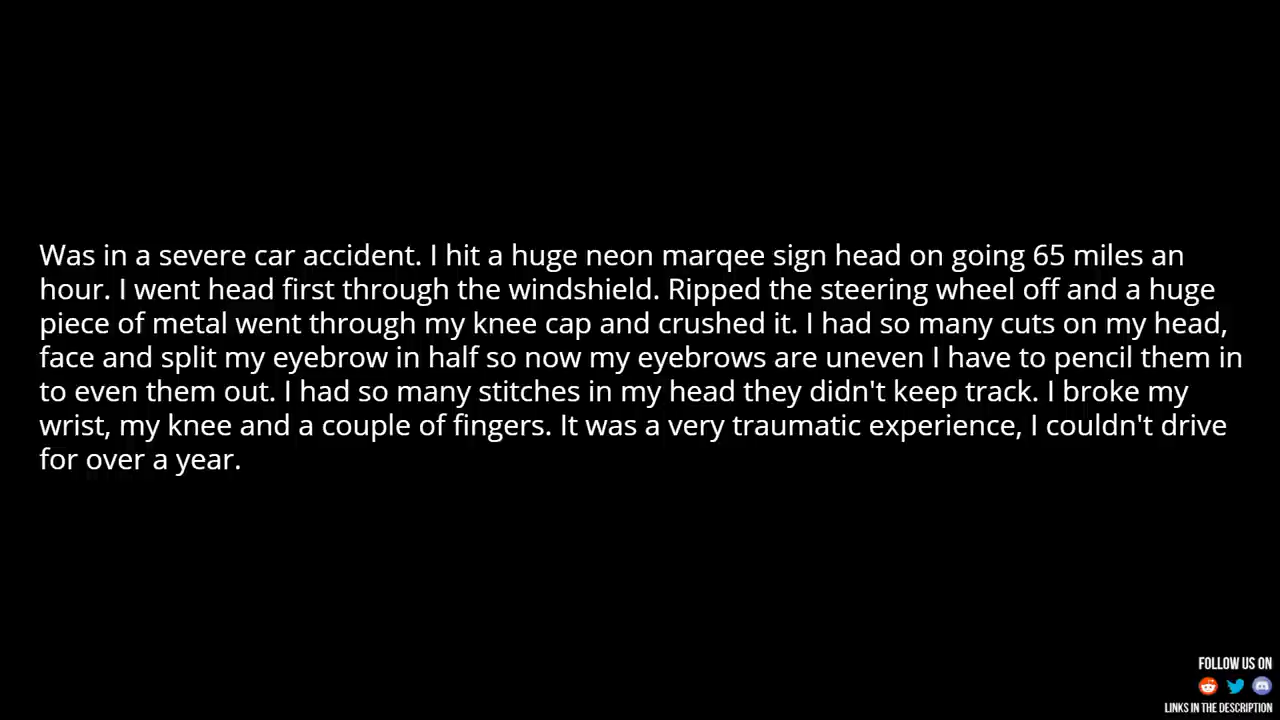 Was in a severe car accident. I hit a huge neon marqee sign head on going 65 miles an
hour. I went head first through the windshield. Ripped the steering wheel off and a huge
piece of metal went through my knee cap and crushed it. I had so many cuts on my head,
face and split my eyebrow in half so now my eyebrows are uneven I have to pencil them in
to even them out. I had so many stitches in my head they didn't keep track. I broke my
wrist, my knee and a couple of fingers. It was a very traumatic experience, I couldn't drive
for over a year.
FOLLOW US ON
LINKS IN THE DESCRIPTION